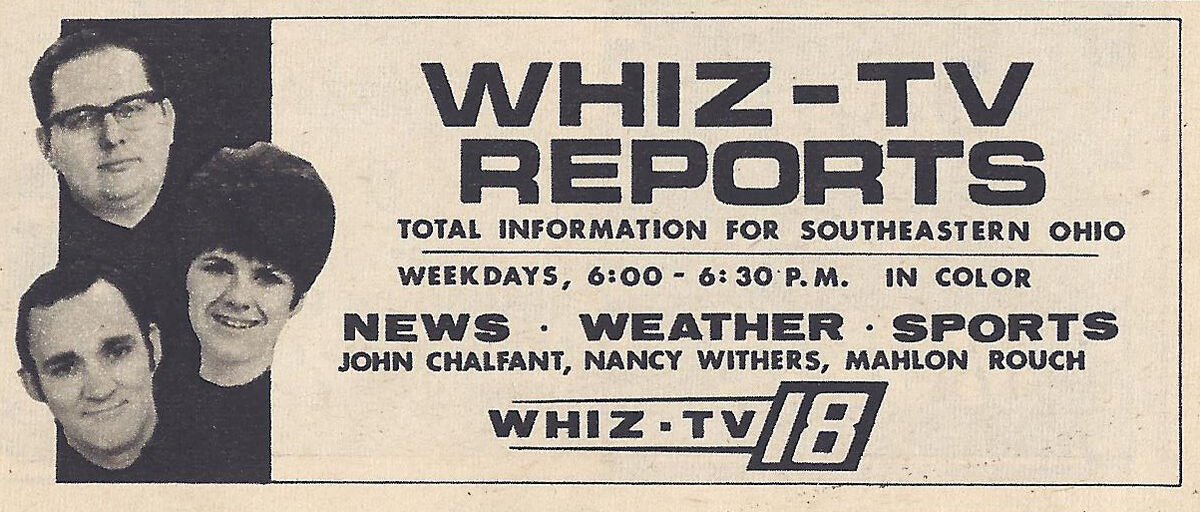 WHIZ-TV
REPORTS
TOTAL INFORMATION FOR SOUTHEASTERN OHIO
WEEKDAYS, 6:00 - 6:30 P.M. IN COLOR
NEWS · WEATHER · SPORTS
JOHN CHALFANT, NANCY WITHERS, MAHLON ROUCH
WHIZ·TV 18